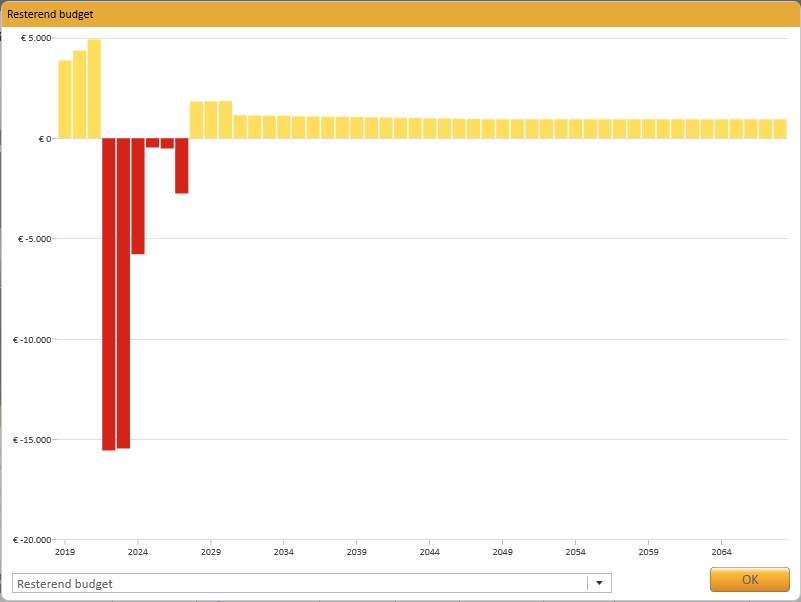 Resterend budget
€ 5.000
€ 0
€ -5.000
€ -10.000
€ -15.000
€ -20.000
2019 2024 2029 2034 2039 2044 2049 2054 2059 2064
Resterend budget
OK